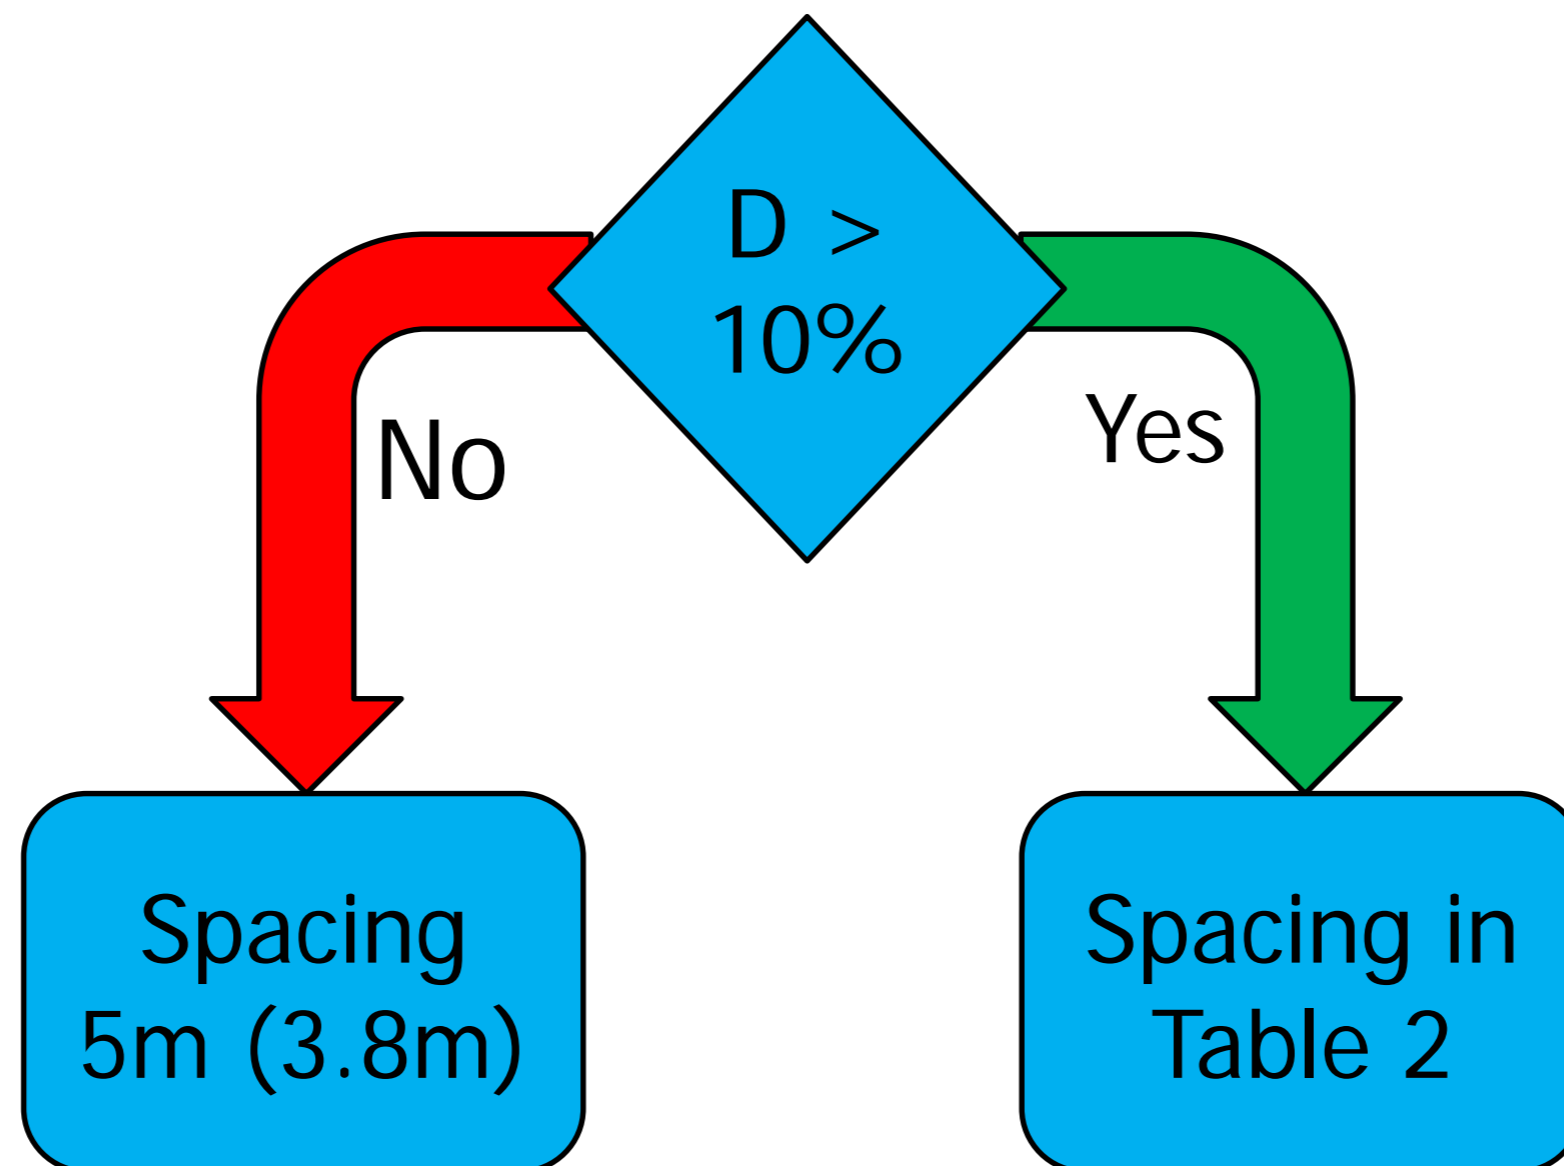 D >
10%
No
Yes
Spacing
5m (3.8m)
Spacing in
Table 2